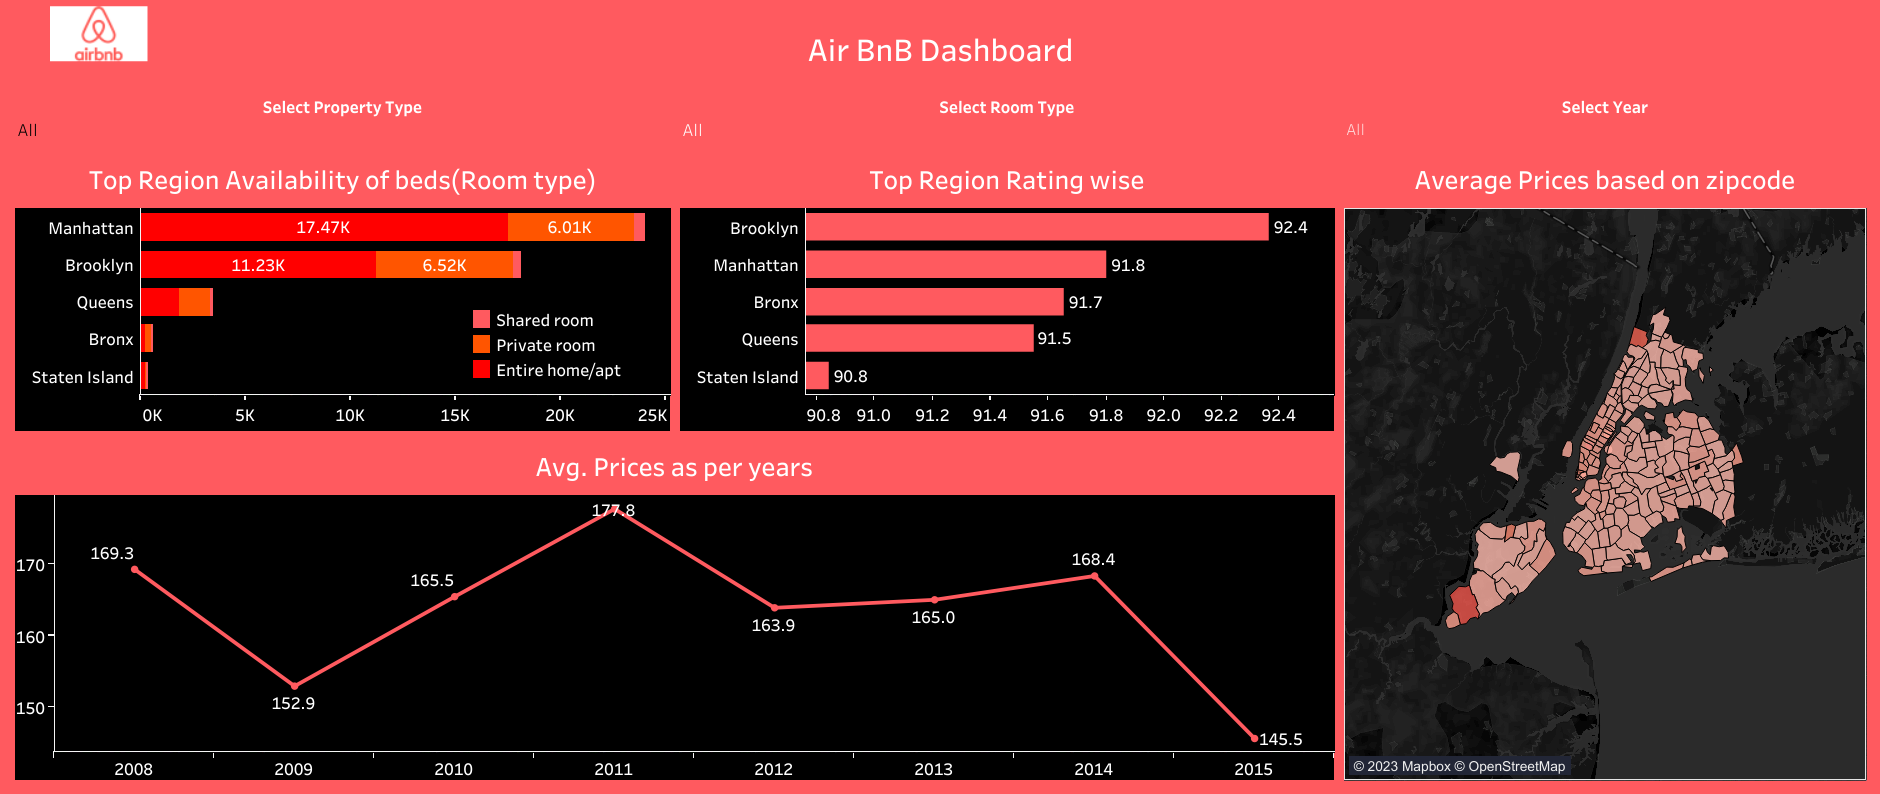 airbnb
Air BnB Dashboard
Select Property Type
All
Select Room Type
All
Select Year
All
Top Region Availability of beds(Room type)
Manhattan 17.47K 6.01K
Brooklyn 11.23K 6.52K
Queens
Bronx
Staten Island
Shared room
Private room
Entire home/apt
0K 5K 10K 15K 20K 25K
Top Region Rating wise
Brooklyn 92.4
Manhattan 91.8
Bronx 91.7
Queens 91.5
Staten Island 90.8
90.8 91.0 91.2 91.4 91.6 91.8 92.0 92.2 92.4
Average Prices based on zipcode
© 2023 Mapbox © OpenStreetMap
Avg. Prices as per years
170
160
150
169.3
152.9
165.5
177.8
163.9
165.0
168.4
145.5
2008 2009 2010 2011 2012 2013 2014 2015